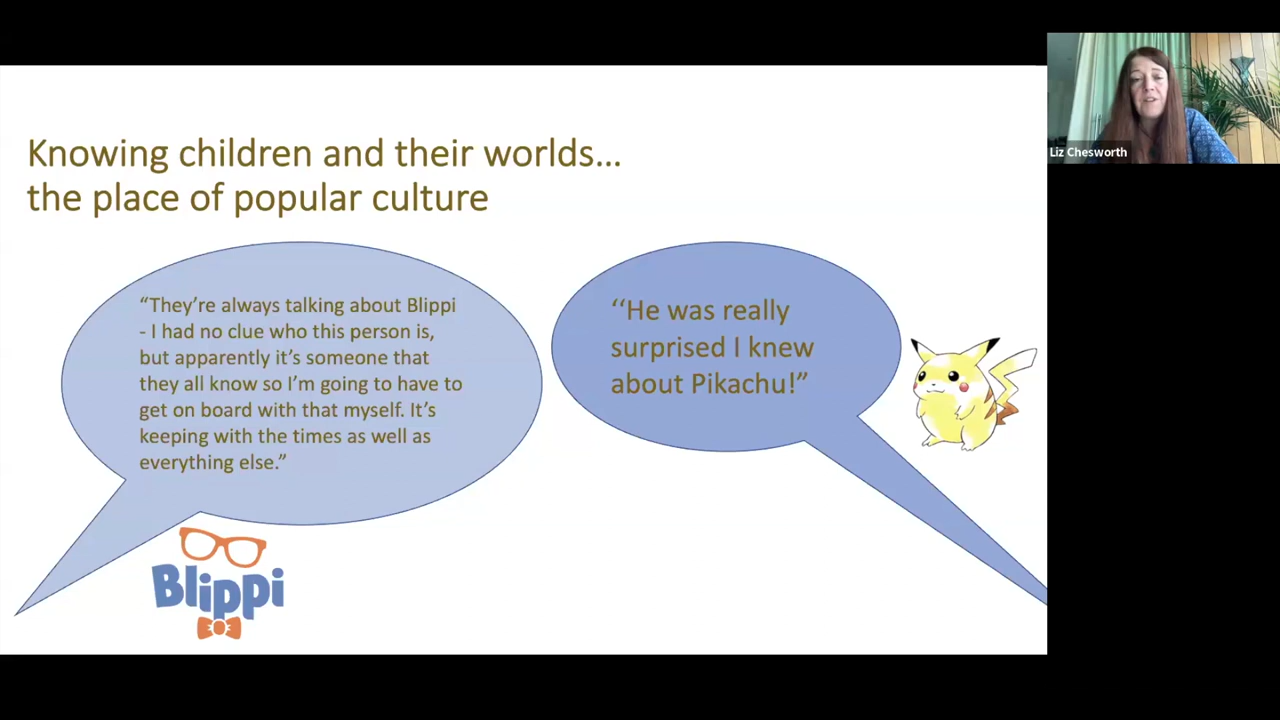 Knowing children and their worlds...
the place of popular culture
“They’re always talking about Blippi
- I had no clue who this person is,
but apparently it’s someone that
they all know so I’m going to have to
get on board with that myself. It’s
keeping with the times as well as
everything else.”
‘‘He was really
surprised I knew
about Pikachu!”
Blippi
Liz Chesworth